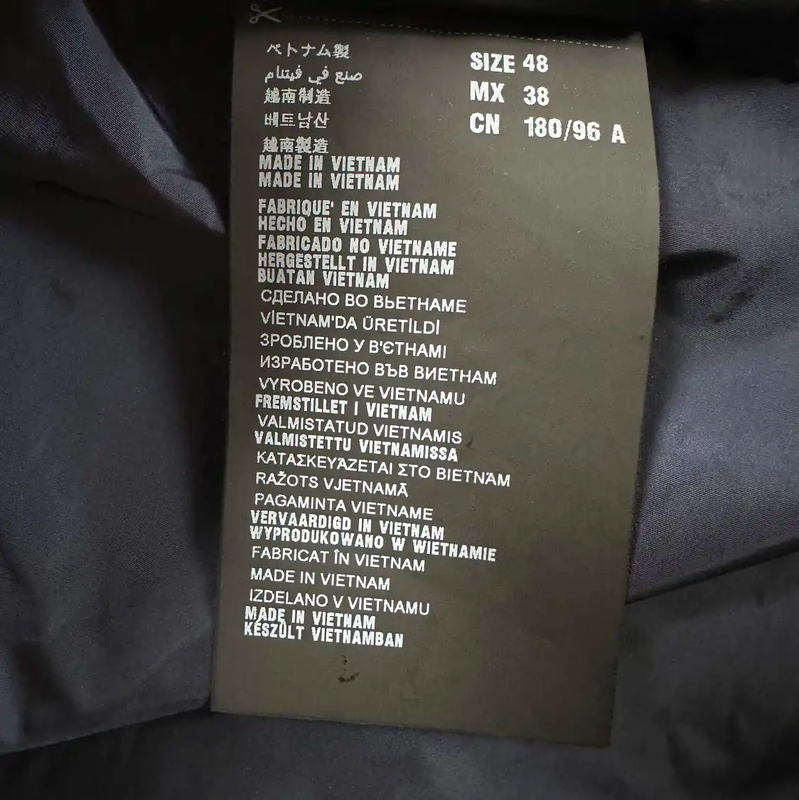 ベトナム製
صنع في فيتنام
越南制造
베트남산
越南製造
MADE IN VIETNAM
MADE IN VIETNAM
FABRIQUE' EN VIETNAM
HECHO EN VIETNAM
FABRICADO NO VIETNAME
HERGESTELLT IN VIETNAM
BUATAN VIETNAM
СДЕЛАНО ВО ВЬЕТНАМЕ
VİETNAM'DA ÜRETİLDİ
ЗРОБЛЕНО У В'ЄТНАМІ
ИЗРАБОТЕНО ВЪВ ВИЕТНАМ
VYROBENO VE VIETNAMU
FREMSTILLET I VIETNAM
VALMISTATUD VIETNAMIS
VALMISTETTU VIETNAMISSA
ΚΑΤΑΣΚΕΥΆΖΕΤΑΙ ΣΤΟ ΒΙΕΤΝΆΜ
RAŽOTS VJETNAMĀ
PAGAMINTA VIETNAME
VERVAARDIGD IN VIETNAM
WYPRODUKOWANO W WIETNAMIE
FABRICAT ÎN VIETNAM
MADE IN VIETNAM
IZDELANO V VIETNAMU
MADE IN VIETNAM
KÉSZÜLT VIETNAMBAN
SIZE 48
MX 38
CN 180/96 A